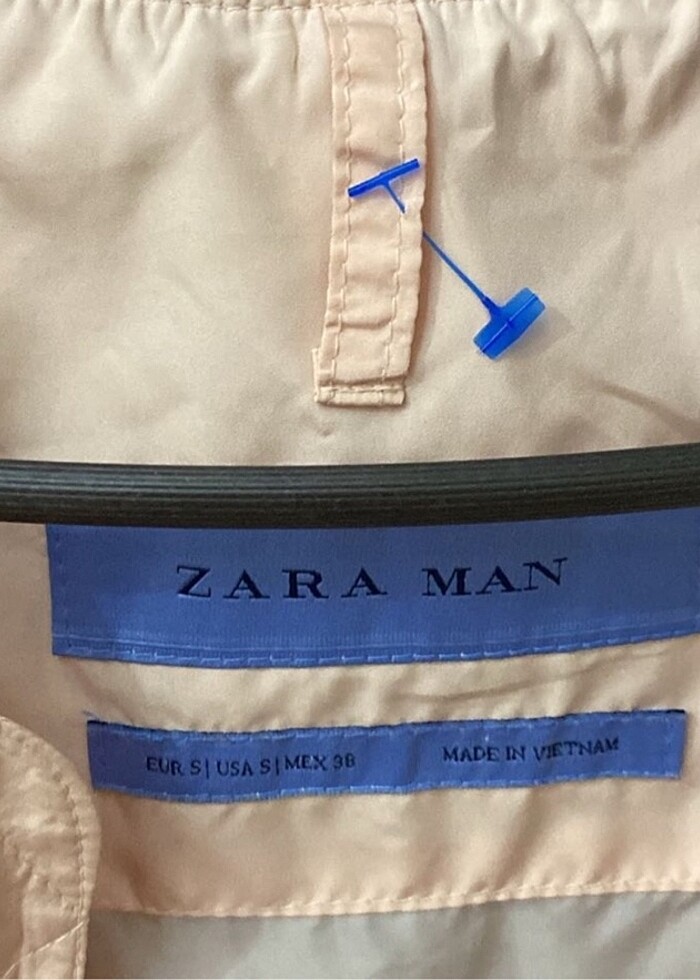 ZARA MAN
EUR S | USA S | MEX 38 MADE IN VIETNAM